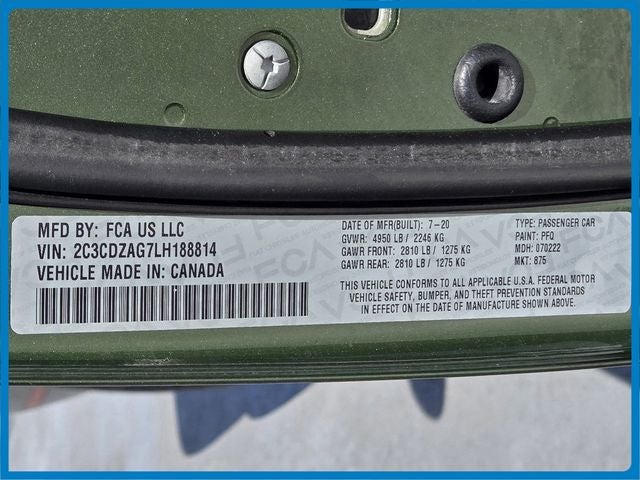 MFD BY: FCA US LLC
VIN: 2C3CDZAG7LH188814
VEHICLE MADE IN: CANADA
DATE OF MFR(BUILT): 7-20
GVWR: 4950 LB / 2246 KG
GAWR FRONT: 2810 LB / 1275 KG
GAWR REAR: 2810 LB / 1275 KG
TYPE: PASSENGER CAR
PAINT: PFQ
MDH: 070222
MKT: 875
THIS VEHICLE CONFORMS TO ALL APPLICABLE U.S.A. FEDERAL MOTOR
VEHICLE SAFETY, BUMPER, AND THEFT PREVENTION STANDARDS
IN EFFECT ON THE DATE OF MANUFACTURE SHOWN ABOVE.